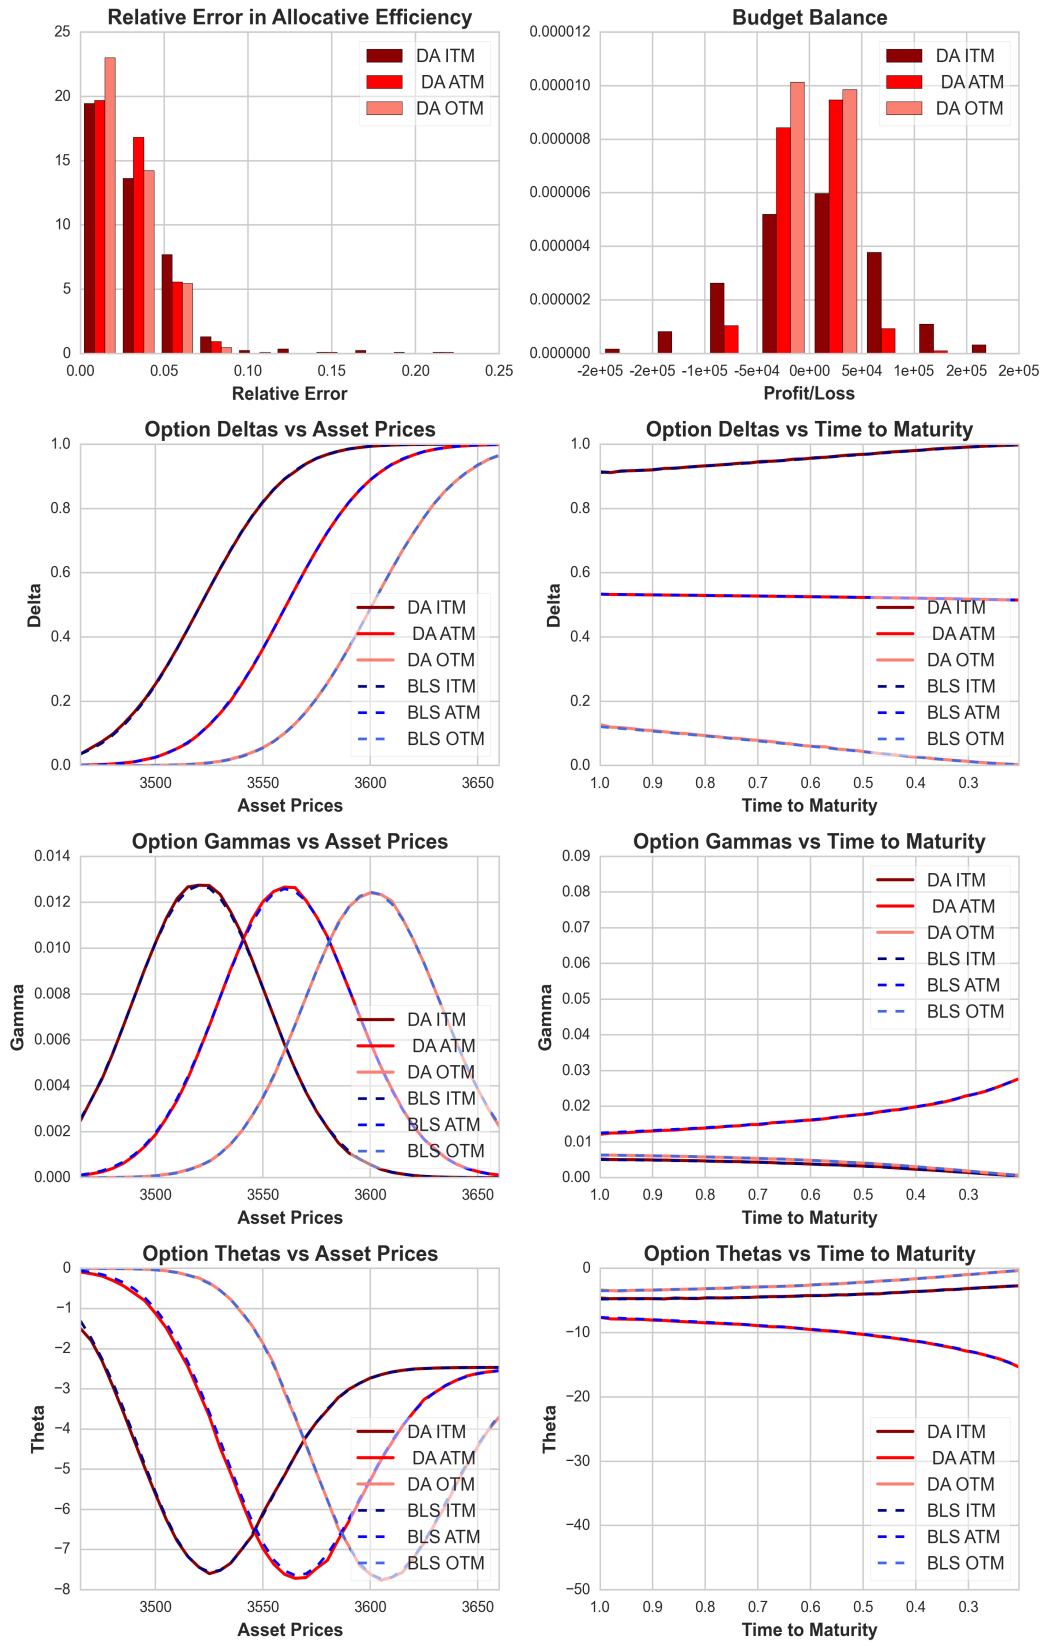 Relative Error in Allocative Efficiency
25
20
15
10
5
0
DA ITM
DA ATM
DA OTM
0.00 0.05 0.10 0.15 0.20 0.25
Relative Error
Budget Balance
0.000012
0.000010
0.000008
0.000006
0.000004
0.000002
0.000000
DA ITM
DA ATM
DA OTM
-2e+05 -2e+05 -1e+05 -5e+04 0e+00 5e+04 1e+05 2e+05 2e+05
Profit/Loss
Option Deltas vs Asset Prices
Delta
1.0
0.8
0.6
0.4
0.2
0.0
DA ITM
DA ATM
DA OTM
BLS ITM
BLS ATM
BLS OTM
3500 3550 3600 3650
Asset Prices
Option Deltas vs Time to Maturity
Delta
1.0
0.8
0.6
0.4
0.2
0.0
DA ITM
DA ATM
DA OTM
BLS ITM
BLS ATM
BLS OTM
1.0 0.9 0.8 0.7 0.6 0.5 0.4 0.3
Time to Maturity
Option Gammas vs Asset Prices
Gamma
0.014
0.012
0.010
0.008
0.006
0.004
0.002
0.000
DA ITM
DA ATM
DA OTM
BLS ITM
BLS ATM
BLS OTM
3500 3550 3600 3650
Asset Prices
Option Gammas vs Time to Maturity
Gamma
0.09
0.08
0.07
0.06
0.05
0.04
0.03
0.02
0.01
0.00
DA ITM
DA ATM
DA OTM
BLS ITM
BLS ATM
BLS OTM
1.0 0.9 0.8 0.7 0.6 0.5 0.4 0.3
Time to Maturity
Option Thetas vs Asset Prices
Theta
0
−1
−2
−3
−4
−5
−6
−7
−8
DA ITM
DA ATM
DA OTM
BLS ITM
BLS ATM
BLS OTM
3500 3550 3600 3650
Asset Prices
Option Thetas vs Time to Maturity
Theta
0
−10
−20
−30
−40
−50
DA ITM
DA ATM
DA OTM
BLS ITM
BLS ATM
BLS OTM
1.0 0.9 0.8 0.7 0.6 0.5 0.4 0.3
Time to Maturity